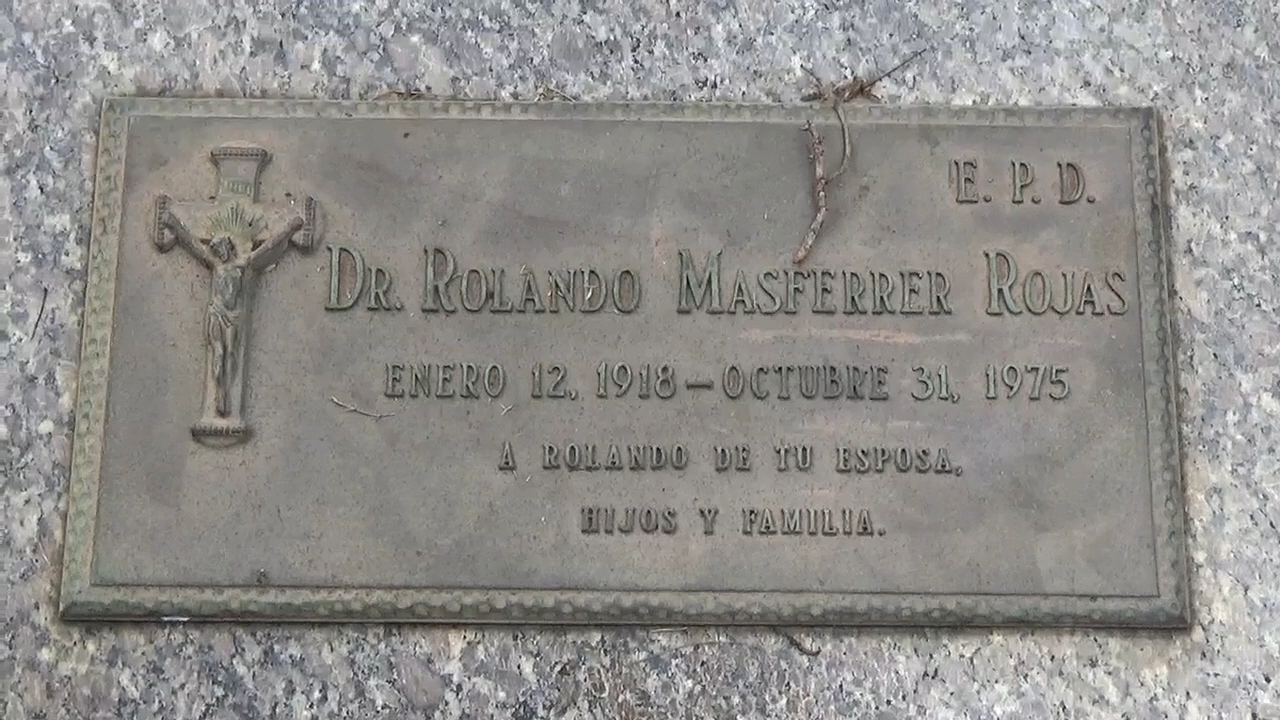 E. P. D.
DR. ROLANDO MASFERRER ROJAS
ENERO 12, 1918 — OCTUBRE 31, 1975
A ROLANDO DE TU ESPOSA,
HIJOS Y FAMILIA.